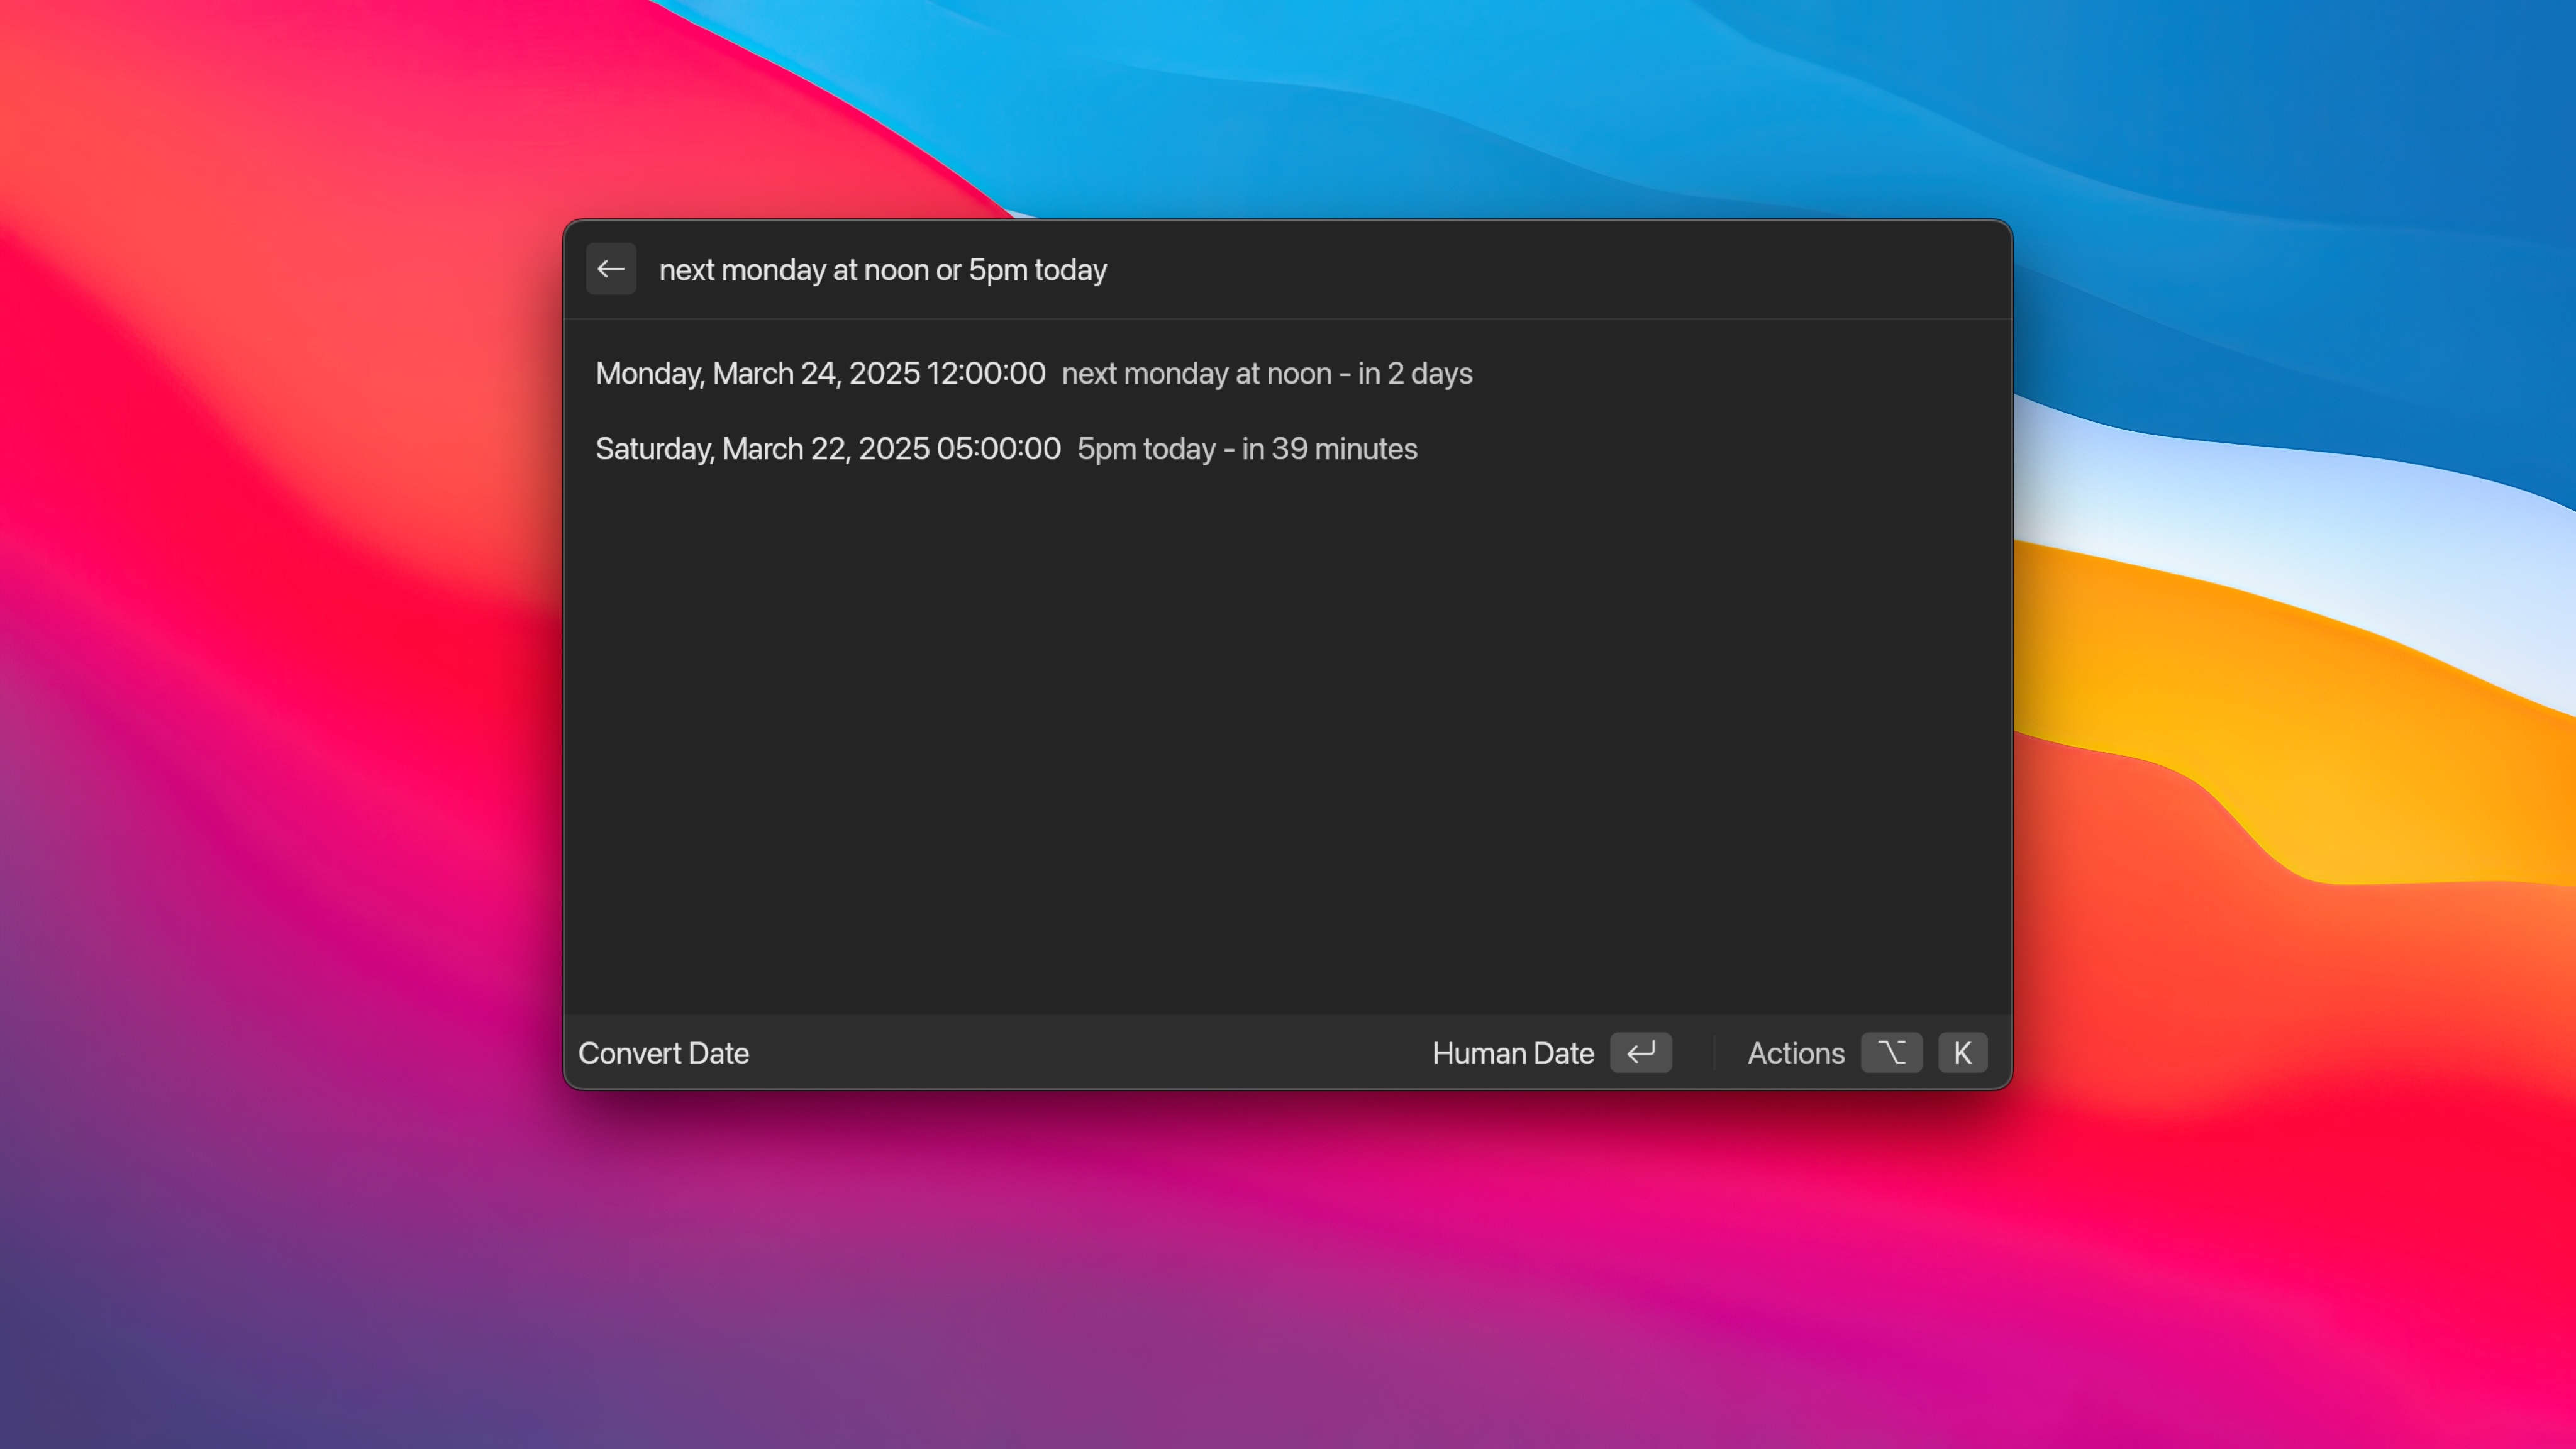 next monday at noon or 5pm today
Monday, March 24, 2025 12:00:00 next monday at noon - in 2 days
Saturday, March 22, 2025 05:00:00 5pm today - in 39 minutes
Convert Date Human Date Actions K